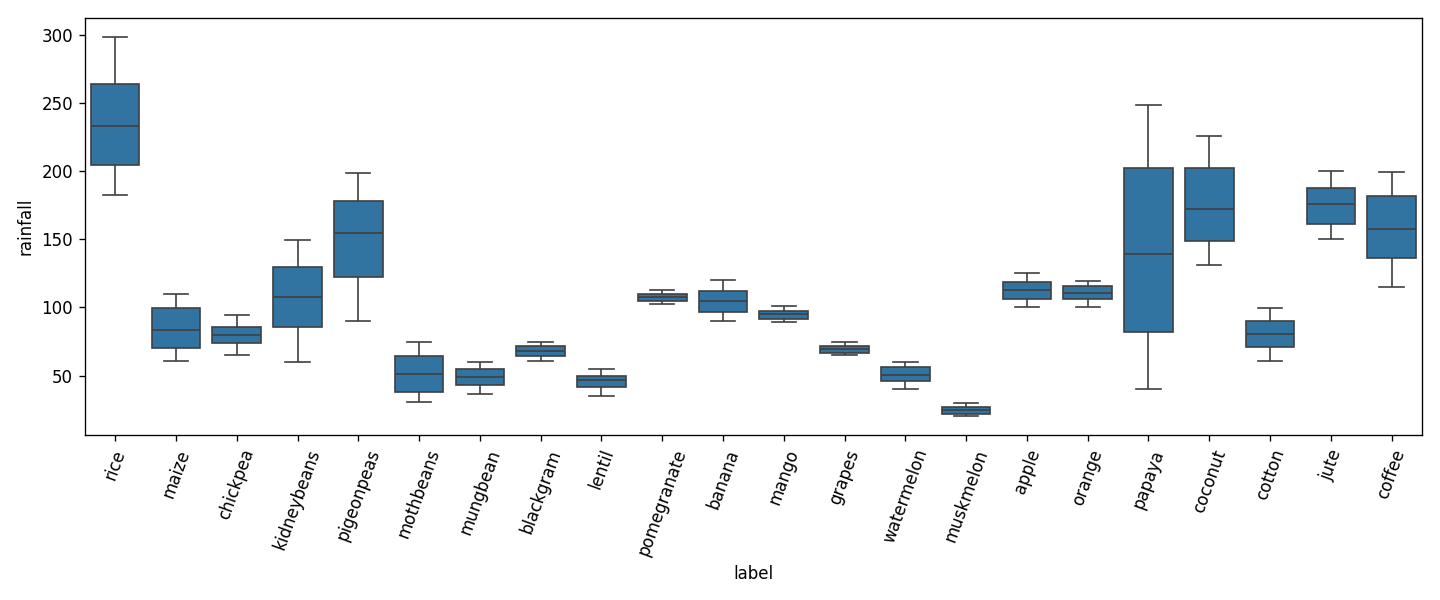 300
250
200
150
100
50
rainfall
rice
maize
chickpea
kidneybeans
pigeonpeas
mothbeans
mungbean
blackgram
lentil
pomegranate
banana
mango
grapes
watermelon
muskmelon
apple
orange
papaya
coconut
cotton
jute
coffee
label